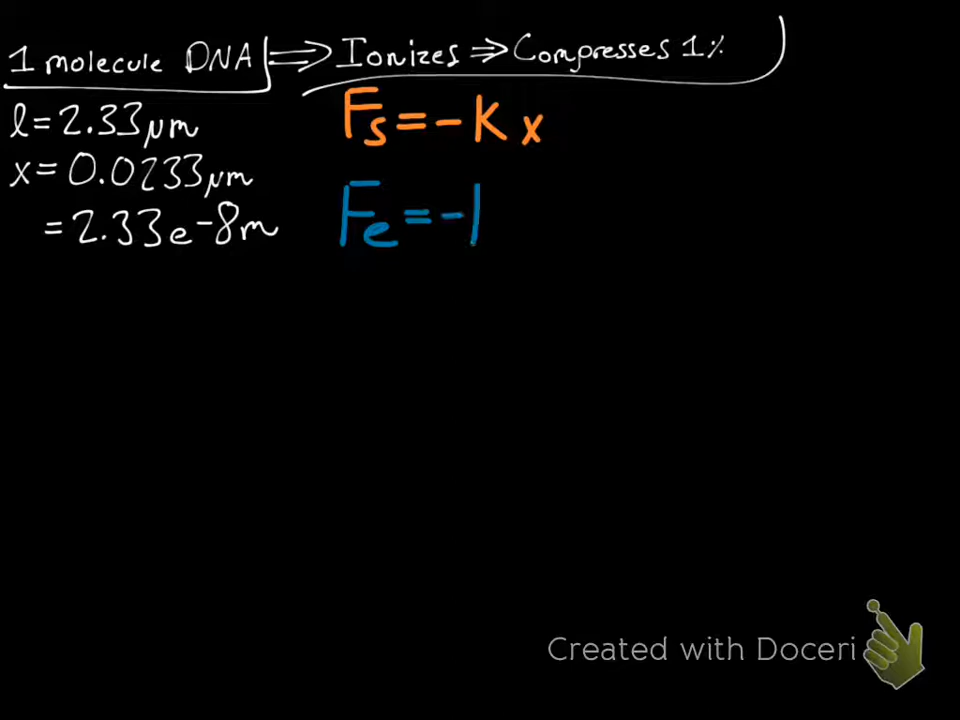 1 molecule DNA ⇒ Ionizes ⇒ Compresses 1%
l = 2.33 μm
x = 0.0233 μm
= 2.33e-8m
Fs = -K x
Fe = -1
Created with Doceri